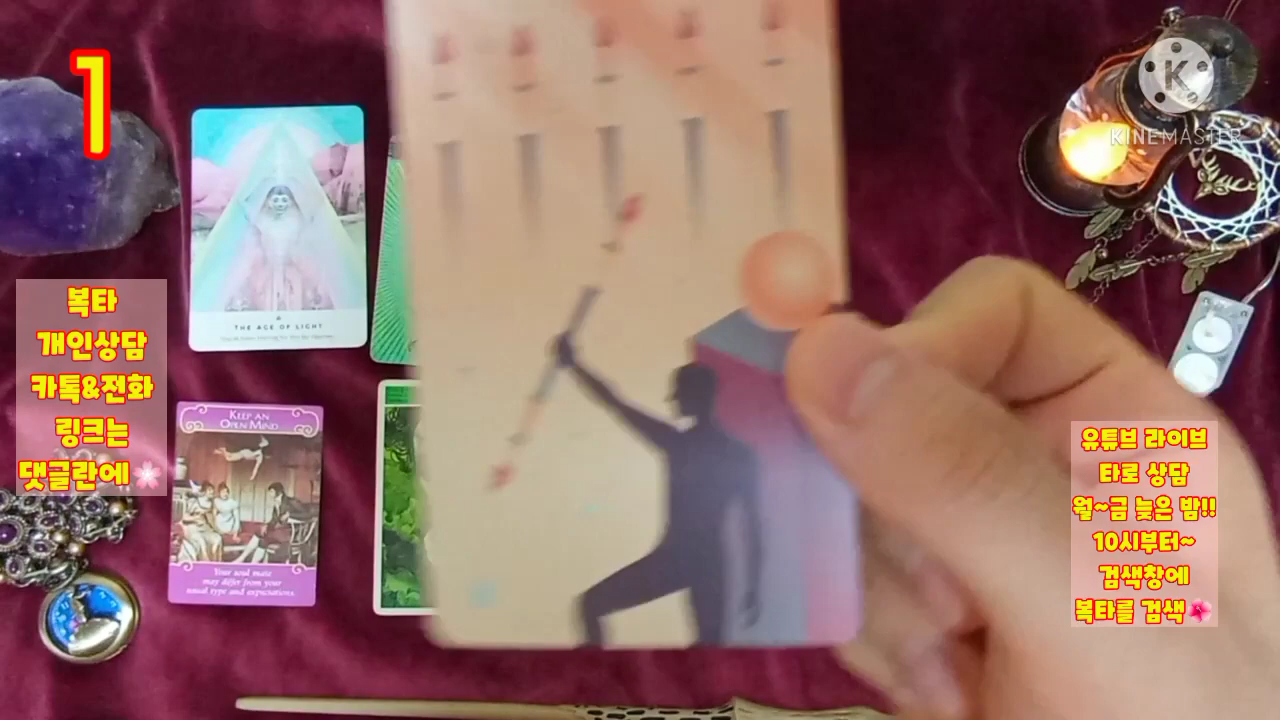 1
복타
개인상담
카톡&전화
링크는
댓글란에🌸
THE AGE OF LIGHT
KEEP AN
OPEN MIND
Your soul mate
may differ from your
usual type and expectations.
K
KINEMASTER
유튜브 라이브
타로 상담
월~금 늦은 밤!!
10시부터~
검색창에
복타를 검색🌺